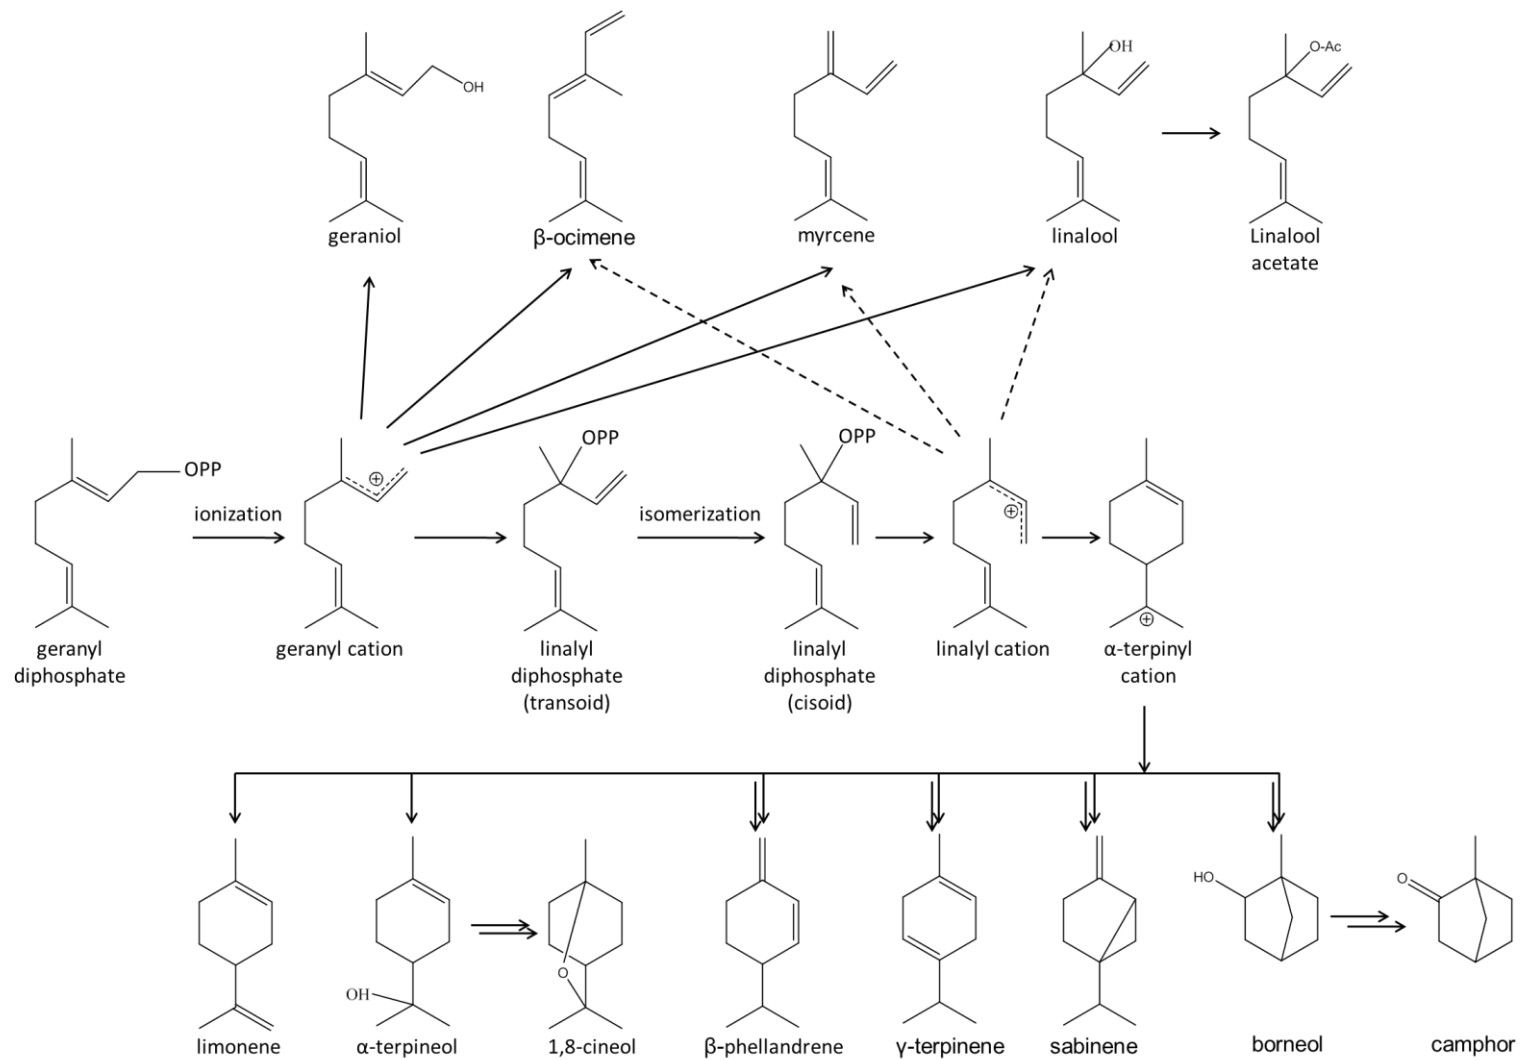 OH
OH
O-Ac
geraniol
β-ocimene
myrcene
linalool
Linalool
acetate
OPP
ionization
OPP
isomerization
OPP
geranyl
diphosphate
geranyl cation
linalyl
diphosphate
(transoid)
linalyl
diphosphate
(cisoid)
linalyl cation
α-terpinyl
cation
OH
O
HO
O
limonene
α-terpineol
1,8-cineol
β-phellandrene
γ-terpinene
sabinene
borneol
camphor